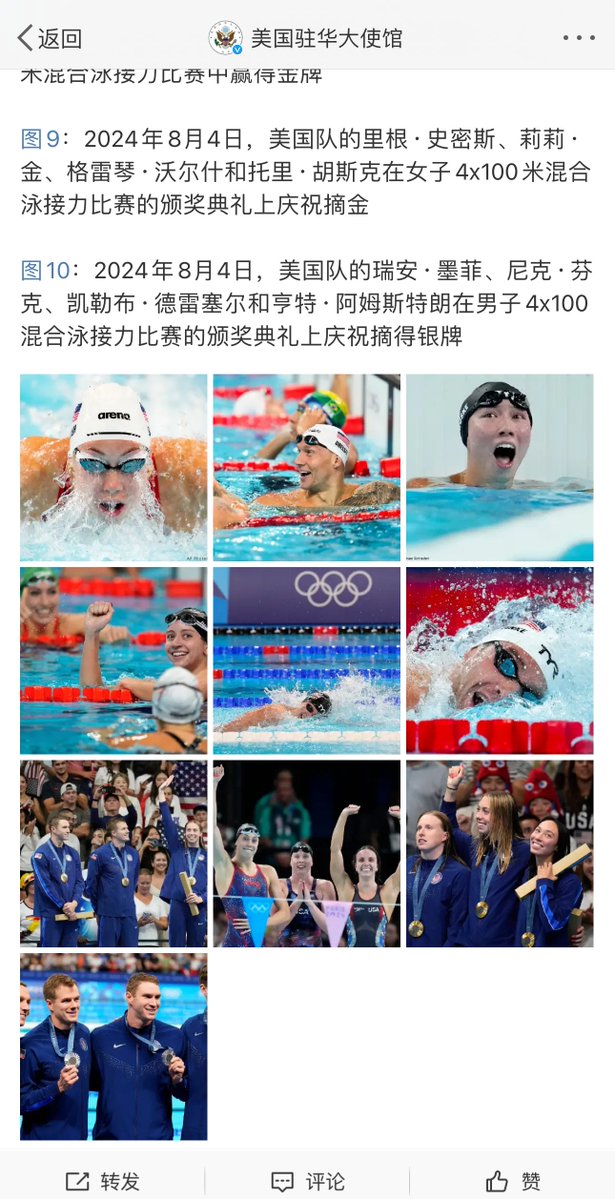 返回
美国驻华大使馆
米混合泳接力比赛中赢得金牌
图9：2024年8月4日，美国队的里根·史密斯、莉莉·
金、格雷琴·沃尔什和托里·胡斯克在女子4x100米混合
泳接力比赛的颁奖典礼上庆祝摘金
图10：2024年8月4日，美国队的瑞安·墨菲、尼克·芬
克、凯勒布·德雷塞尔和亨特·阿姆斯特朗在男子4x100
混合泳接力比赛的颁奖典礼上庆祝摘得银牌
arena
TYR
USA
USA
转发
评论
赞